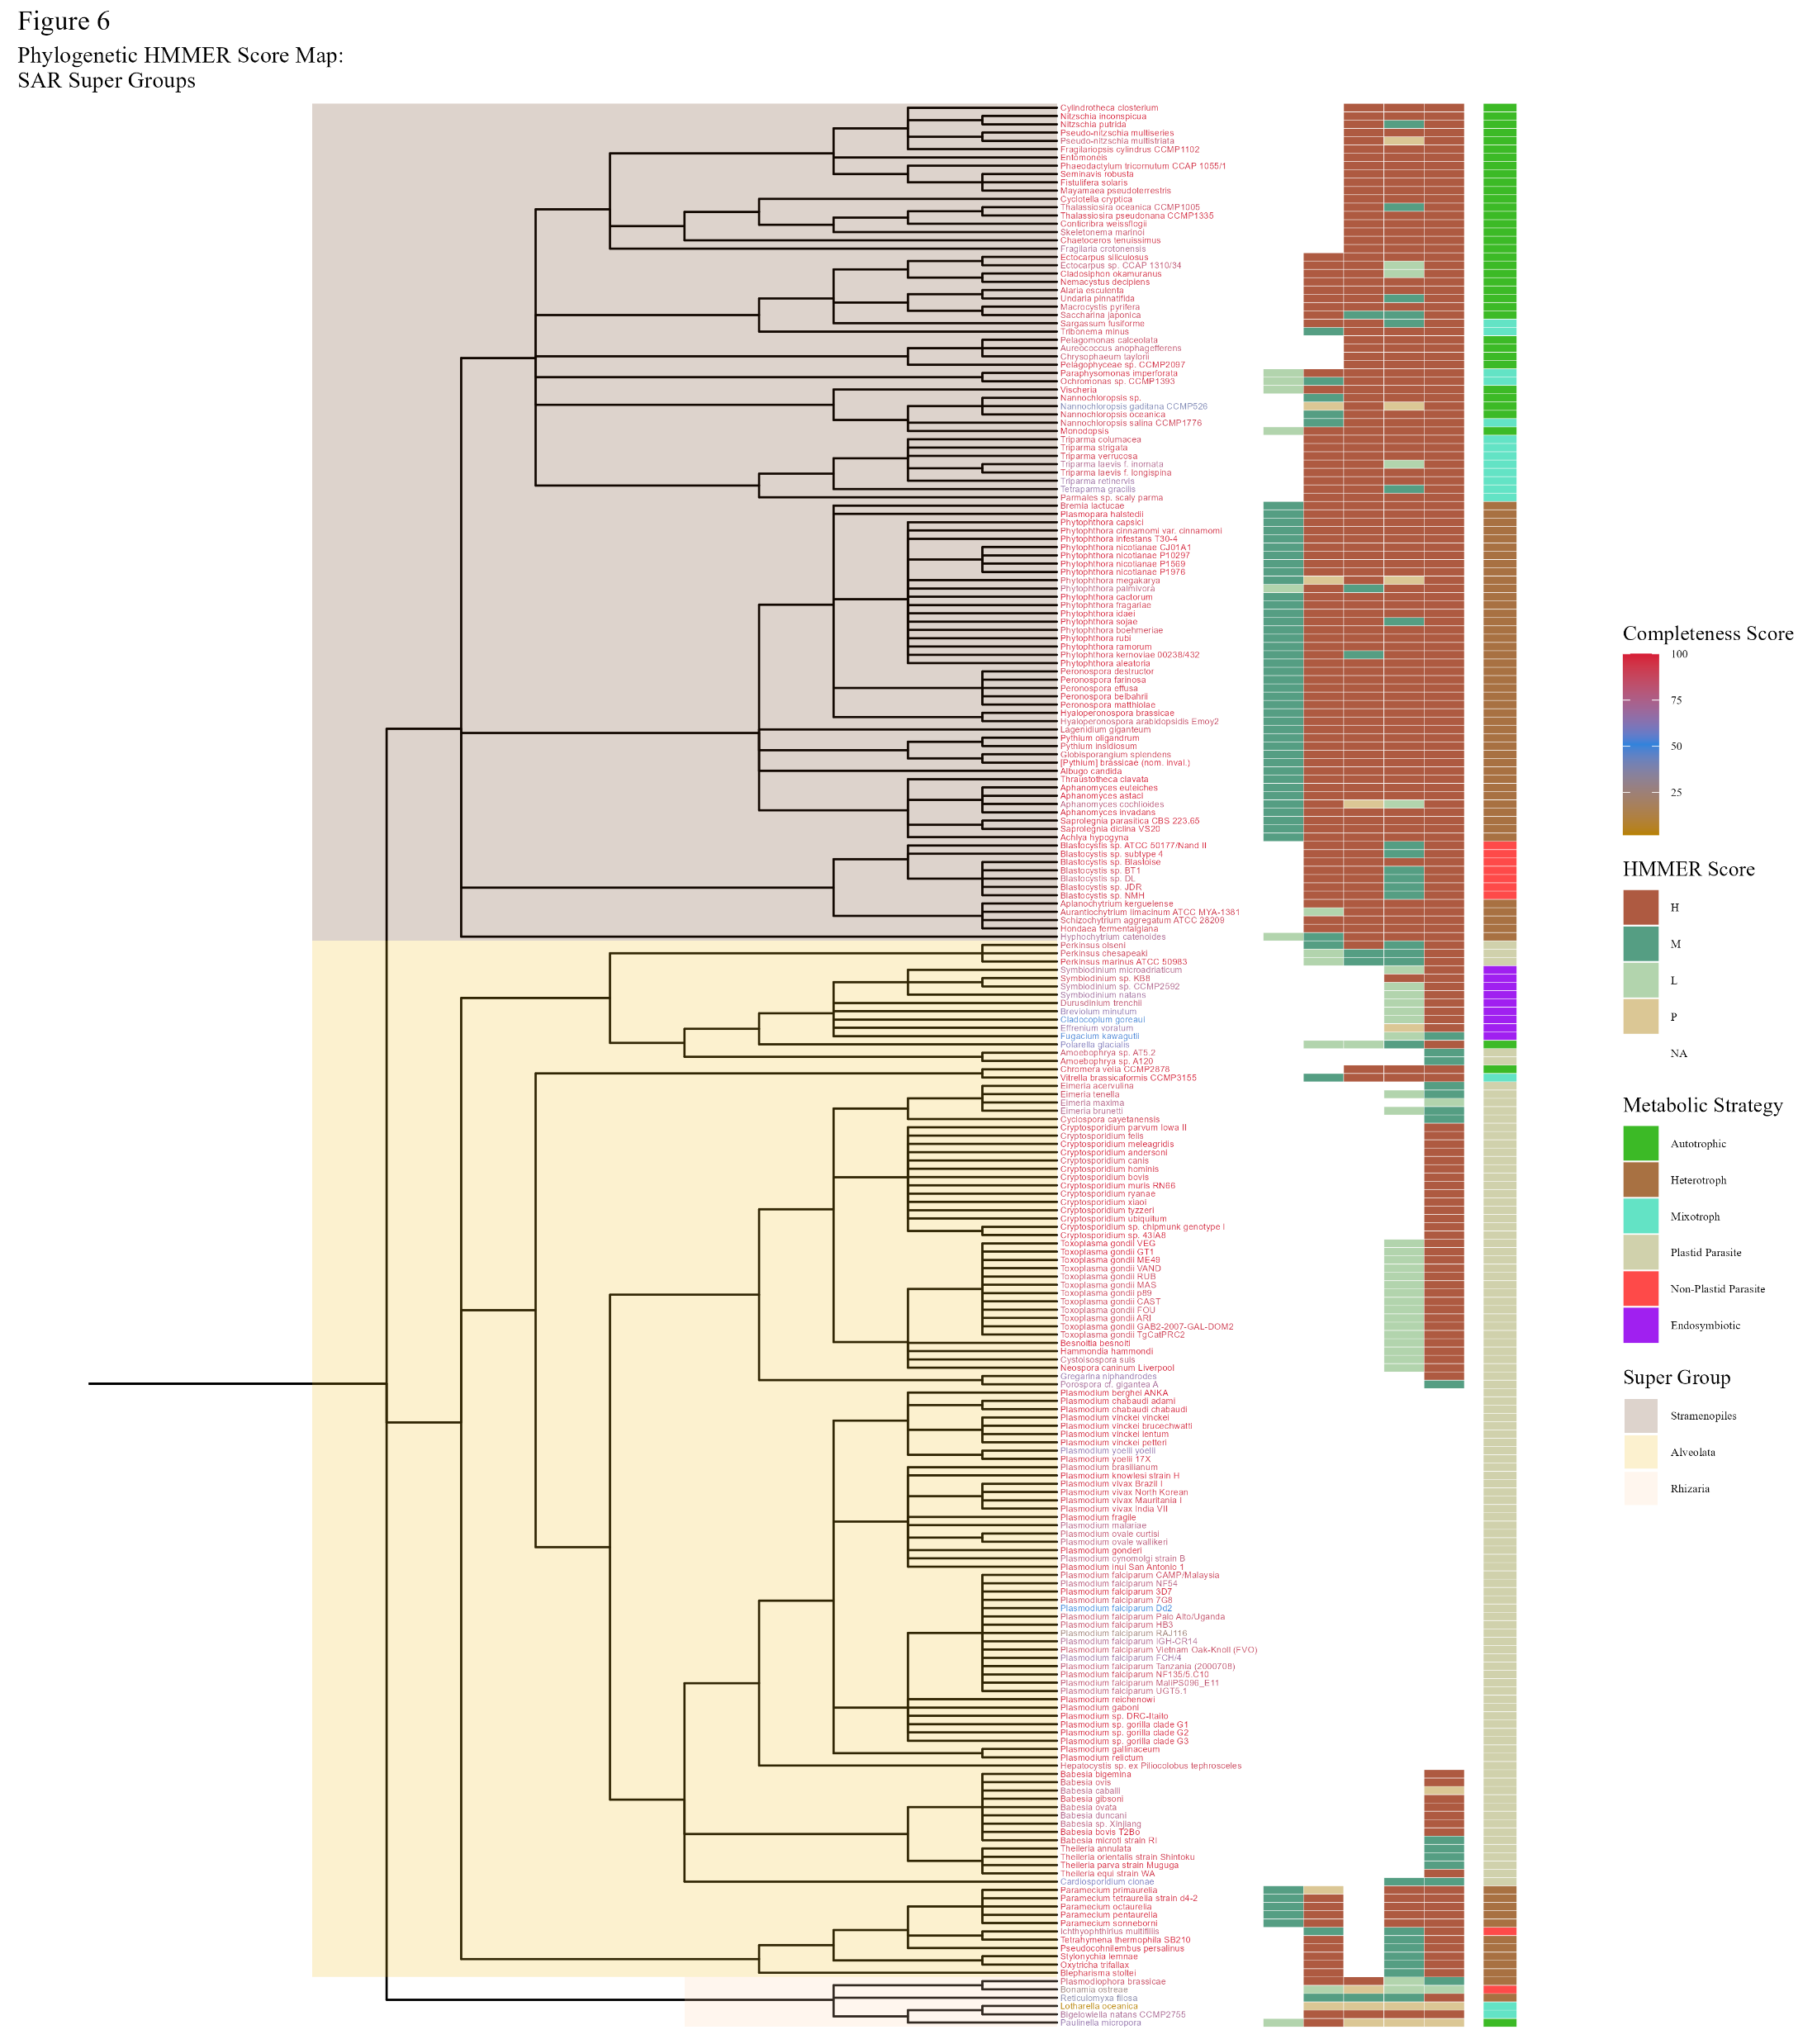 Figure 6
Phylogenetic HMMER Score Map:
SAR Super Groups
Cylindrotheca closterium
Nitzschia inconspicua
Nitzschia putrida
Pseudo-nitzschia multiseries
Pseudo-nitzschia multistriata
Fragilariopsis cylindrus CCMP1102
Entomoneis
Phaeodactylum tricornutum CCAP 1055/1
Seminavis robusta
Fistulifera solaris
Mayamaea pseudoterrestris
Cyclotella cryptica
Thalassiosira oceanica CCMP1005
Thalassiosira pseudonana CCMP1335
Conticribra weissflogii
Skeletonema marinoi
Chaetoceros tenuissimus
Fragilaria crotonensis
Ectocarpus siliculosus
Ectocarpus sp. CCAP 1310/34
Cladosiphon okamuranus
Nemacystus decipiens
Alaria esculenta
Undaria pinnatifida
Macrocystis pyrifera
Saccharina japonica
Sargassum fusiforme
Tribonema minus
Pelagomonas calceolata
Aureococcus anophagefferens
Chrysophaeum taylorii
Pelagophyceae sp. CCMP2097
Paraphysomonas imperforata
Ochromonas sp. CCMP1393
Vischeria
Nannochloropsis sp.
Nannochloropsis gaditana CCMP526
Nannochloropsis oceanica
Nannochloropsis salina CCMP1776
Monodopsis
Triparma columacea
Triparma strigata
Triparma verrucosa
Triparma laevis f. inornata
Triparma laevis f. longispina
Triparma retinervis
Tetraparma gracilis
Parmales sp. scaly parma
Bremia lactucae
Plasmopara halstedii
Phytophthora capsici
Phytophthora cinnamomi var. cinnamomi
Phytophthora infestans T30-4
Phytophthora nicotianae CJ01A1
Phytophthora nicotianae P10297
Phytophthora nicotianae P1569
Phytophthora nicotianae P1976
Phytophthora megakarya
Phytophthora palmivora
Phytophthora cactorum
Phytophthora fragariae
Phytophthora idaei
Phytophthora sojae
Phytophthora boehmeriae
Phytophthora rubi
Phytophthora ramorum
Phytophthora kernoviae 00238/432
Phytophthora aleatoria
Peronospora destructor
Peronospora farinosa
Peronospora effusa
Peronospora belbahrii
Peronospora matthiolae
Hyaloperonospora brassicae
Hyaloperonospora arabidopsidis Emoy2
Lagenidium giganteum
Pythium oligandrum
Pythium insidiosum
Globisporangium splendens
[Pythium] brassicae (nom. inval.)
Albugo candida
Thraustotheca clavata
Aphanomyces euteiches
Aphanomyces astaci
Aphanomyces cochlioides
Aphanomyces invadans
Saprolegnia parasitica CBS 223.65
Saprolegnia diclina VS20
Achlya hypogyna
Blastocystis sp. ATCC 50177/Nand II
Blastocystis sp. subtype 4
Blastocystis sp. Blastoise
Blastocystis sp. BT1
Blastocystis sp. DL
Blastocystis sp. JDR
Blastocystis sp. NMH
Aplanochytrium kerguelense
Aurantiochytrium limacinum ATCC MYA-1381
Schizochytrium aggregatum ATCC 28209
Hondaea fermentalgiana
Hyphochytrium catenoides
Perkinsus olseni
Perkinsus chesapeaki
Perkinsus marinus ATCC 50983
Symbiodinium microadriaticum
Symbiodinium sp. KB8
Symbiodinium sp. CCMP2592
Symbiodinium natans
Durusdinium trenchii
Breviolum minutum
Cladocopium goreaui
Effrenium voratum
Fugacium kawagutii
Polarella glacialis
Amoebophrya sp. AT5.2
Amoebophrya sp. A120
Chromera velia CCMP2878
Vitrella brassicaformis CCMP3155
Eimeria acervulina
Eimeria tenella
Eimeria maxima
Eimeria brunetti
Cyclospora cayetanensis
Cryptosporidium parvum Iowa II
Cryptosporidium felis
Cryptosporidium meleagridis
Cryptosporidium andersoni
Cryptosporidium canis
Cryptosporidium hominis
Cryptosporidium bovis
Cryptosporidium muris RN66
Cryptosporidium ryanae
Cryptosporidium xiaoi
Cryptosporidium tyzzeri
Cryptosporidium ubiquitum
Cryptosporidium sp. chipmunk genotype I
Cryptosporidium sp. 43IA8
Toxoplasma gondii VEG
Toxoplasma gondii GT1
Toxoplasma gondii ME49
Toxoplasma gondii VAND
Toxoplasma gondii RUB
Toxoplasma gondii MAS
Toxoplasma gondii p89
Toxoplasma gondii CAST
Toxoplasma gondii FOU
Toxoplasma gondii ARI
Toxoplasma gondii GAB2-2007-GAL-DOM2
Toxoplasma gondii TgCatPRC2
Besnoitia besnoiti
Hammondia hammondi
Cystoisospora suis
Neospora caninum Liverpool
Gregarina niphandrodes
Porospora cf. gigantea A
Plasmodium berghei ANKA
Plasmodium chabaudi adami
Plasmodium chabaudi chabaudi
Plasmodium vinckei vinckei
Plasmodium vinckei brucechwatti
Plasmodium vinckei lentum
Plasmodium vinckei petteri
Plasmodium yoelii yoelii
Plasmodium yoelii 17X
Plasmodium brasilianum
Plasmodium knowlesi strain H
Plasmodium vivax Brazil I
Plasmodium vivax North Korean
Plasmodium vivax Mauritania I
Plasmodium vivax India VII
Plasmodium fragile
Plasmodium malariae
Plasmodium ovale curtisi
Plasmodium ovale wallikeri
Plasmodium gonderi
Plasmodium cynomolgi strain B
Plasmodium inui San Antonio 1
Plasmodium falciparum CAMP/Malaysia
Plasmodium falciparum NF54
Plasmodium falciparum 3D7
Plasmodium falciparum 7G8
Plasmodium falciparum Dd2
Plasmodium falciparum Palo Alto/Uganda
Plasmodium falciparum HB3
Plasmodium falciparum RAJ116
Plasmodium falciparum IGH-CR14
Plasmodium falciparum Vietnam Oak-Knoll (FVO)
Plasmodium falciparum FCH/4
Plasmodium falciparum Tanzania (2000708)
Plasmodium falciparum NF135/5.C10
Plasmodium falciparum MaliPS096_E11
Plasmodium falciparum UGT5.1
Plasmodium reichenowi
Plasmodium gaboni
Plasmodium sp. DRC-Itaito
Plasmodium sp. gorilla clade G1
Plasmodium sp. gorilla clade G2
Plasmodium sp. gorilla clade G3
Plasmodium gallinaceum
Plasmodium relictum
Hepatocystis sp. ex Piliocolobus tephrosceles
Babesia bigemina
Babesia ovis
Babesia caballi
Babesia gibsoni
Babesia ovata
Babesia duncani
Babesia sp. Xinjiang
Babesia bovis T2Bo
Babesia microti strain RI
Theileria annulata
Theileria orientalis strain Shintoku
Theileria parva strain Muguga
Theileria equi strain WA
Cardiosporidium cionae
Paramecium primaurelia
Paramecium tetraurelia strain d4-2
Paramecium octaurelia
Paramecium pentaurelia
Paramecium sonneborni
Ichthyophthirius multifiliis
Tetrahymena thermophila SB210
Pseudocohnilembus persalinus
Stylonychia lemnae
Oxytricha trifallax
Blepharisma stoltei
Plasmodiophora brassicae
Bonamia ostreae
Reticulomyxa filosa
Lotharella oceanica
Bigelowiella natans CCMP2755
Paulinella micropora
Completeness Score
100
75
50
25
HMMER Score
H
M
L
P
NA
Metabolic Strategy
Autotrophic
Heterotroph
Mixotroph
Plastid Parasite
Non-Plastid Parasite
Endosymbiotic
Super Group
Stramenopiles
Alveolata
Rhizaria